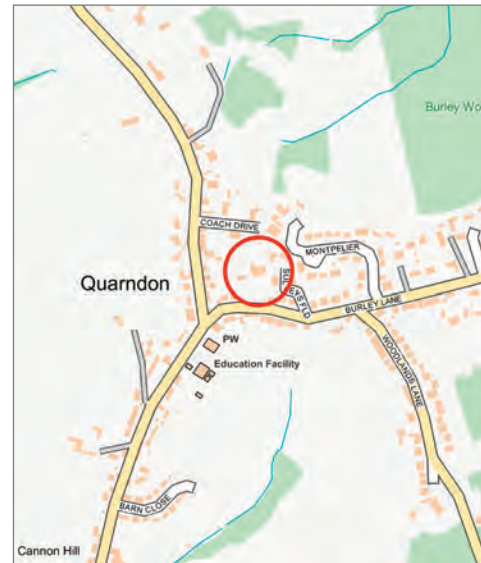 Burley Wo
COACH DRIVE
MONTPELIER
Quarndon
BURLEY LANE
PW
Education Facility
WOODLANDS LANE
BARN CLOSE
Cannon Hill